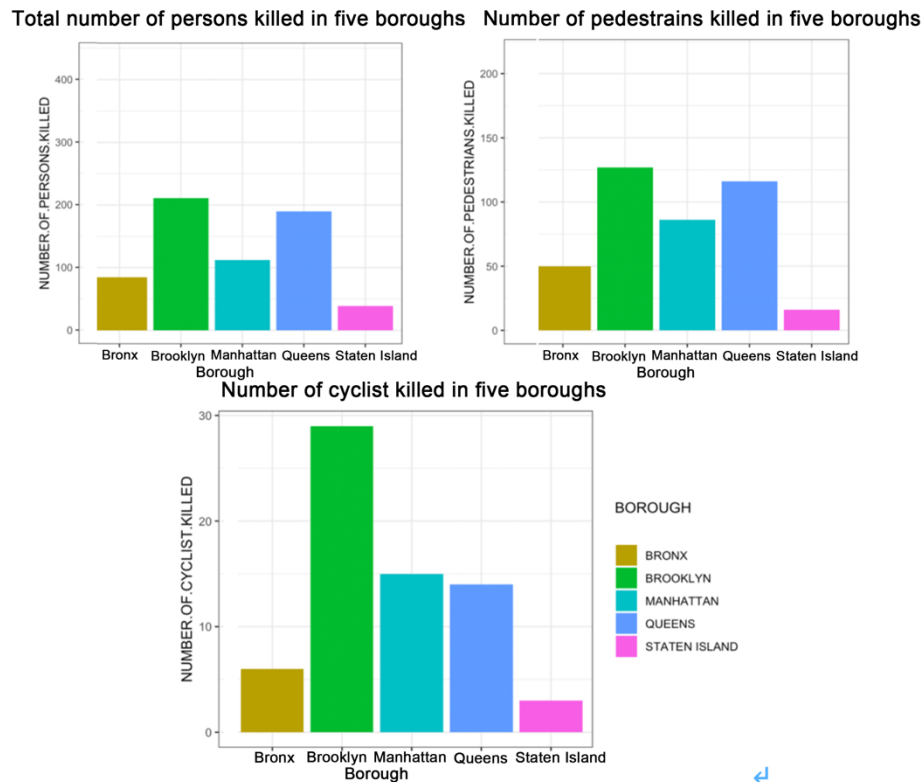 Total number of persons killed in five boroughs
NUMBER.OF.PERSONS.KILLED
400
300
200
100
0
Bronx Brooklyn Manhattan Queens Staten Island
Borough
Number of pedestrains killed in five boroughs
NUMBER.OF.PEDESTRIANS.KILLED
200
150
100
50
0
Bronx Brooklyn Manhattan Queens Staten Island
Borough
Number of cyclist killed in five boroughs
NUMBER.OF.CYCLIST.KILLED
30
20
10
0
Bronx Brooklyn Manhattan Queens Staten Island
Borough
BOROUGH
BRONX
BROOKLYN
MANHATTAN
QUEENS
STATEN ISLAND